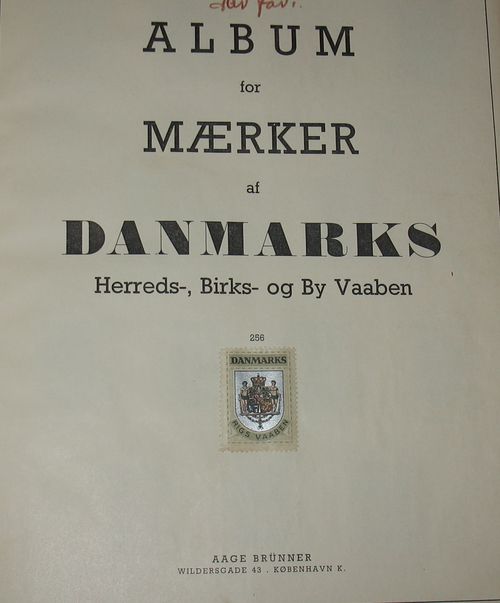 ALBUM
for
MÆRKER
af
DANMARKS
Herreds-, Birks- og By Vaaben
256
DANMARKS
RIGS VAABEN
AAGE BRÜNNER
WILDERSGADE 43 . KØBENHAVN K.